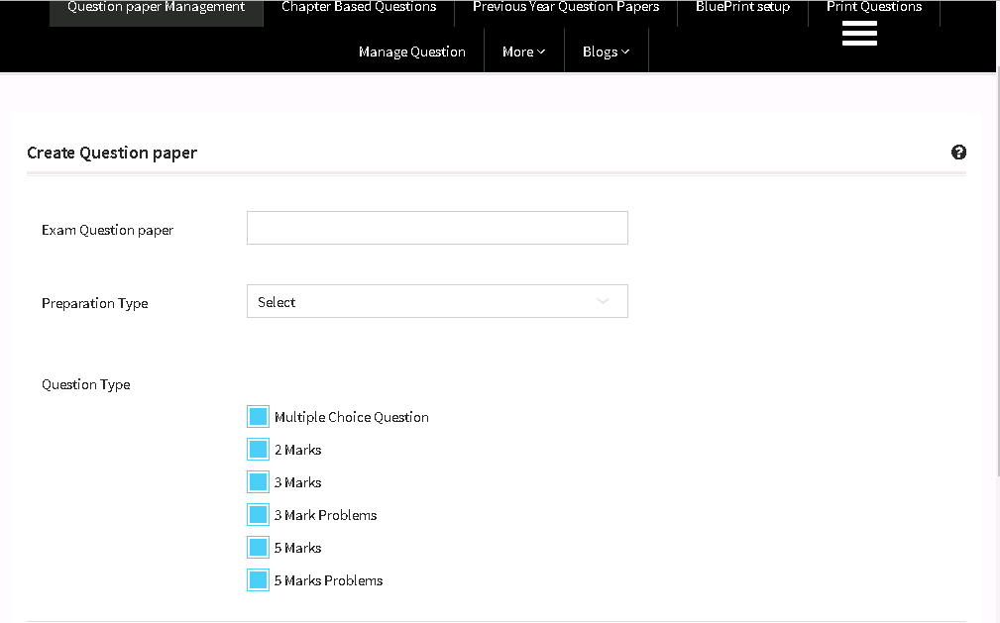 Question paper Management Chapter Based Questions Previous Year Question Papers BluePrint setup Print Questions
Manage Question More Blogs
Create Question paper
Exam Question paper
Preparation Type Select
Question Type
Multiple Choice Question
2 Marks
3 Marks
3 Mark Problems
5 Marks
5 Marks Problems